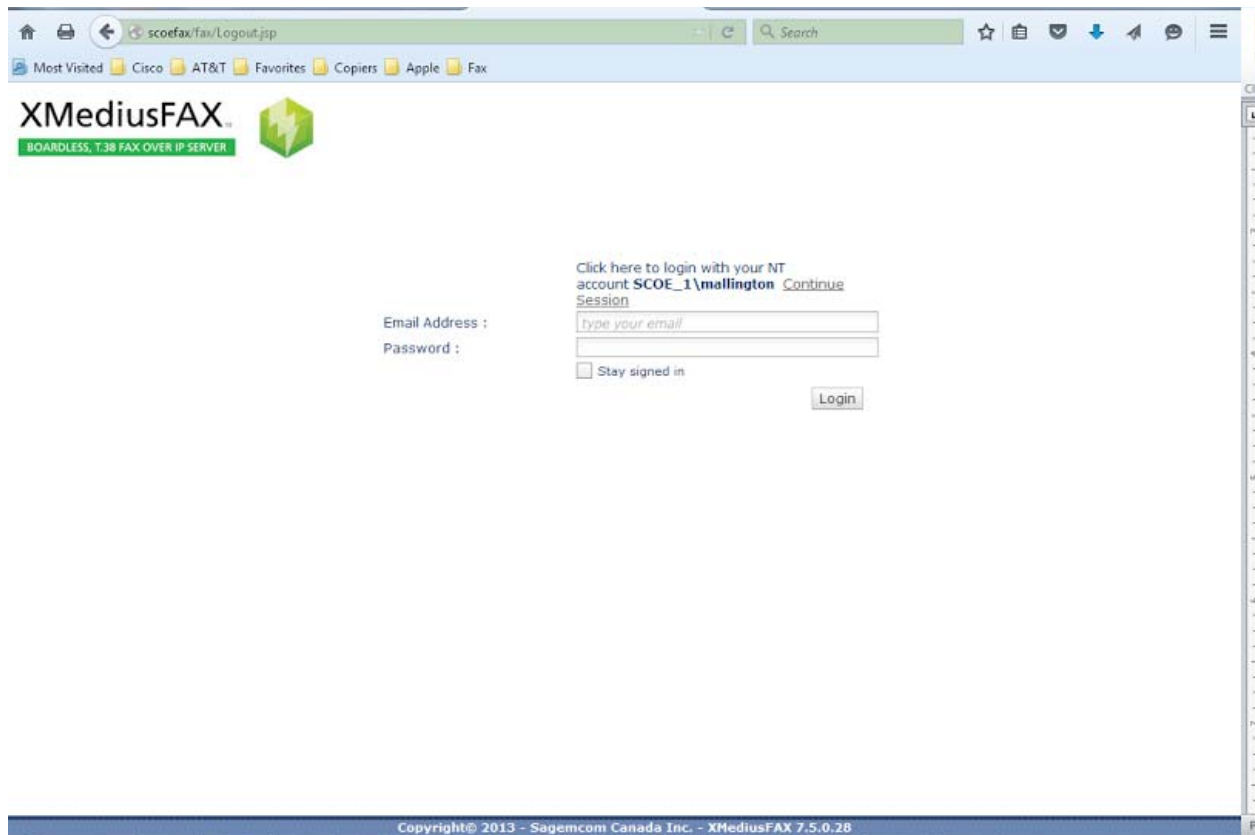 scoefax/fax/Logout.jsp
Search
Most Visited Cisco AT&T Favorites Copiers Apple Fax
XMediusFAX™
BOARDLESS, T.38 FAX OVER IP SERVER
Click here to login with your NT
account SCOE_1\mallington Continue
Session
Email Address :
type your email
Password :
Stay signed in
Login
Copyright© 2013 - Sagemcom Canada Inc. - XMediusFAX 7.5.0.28